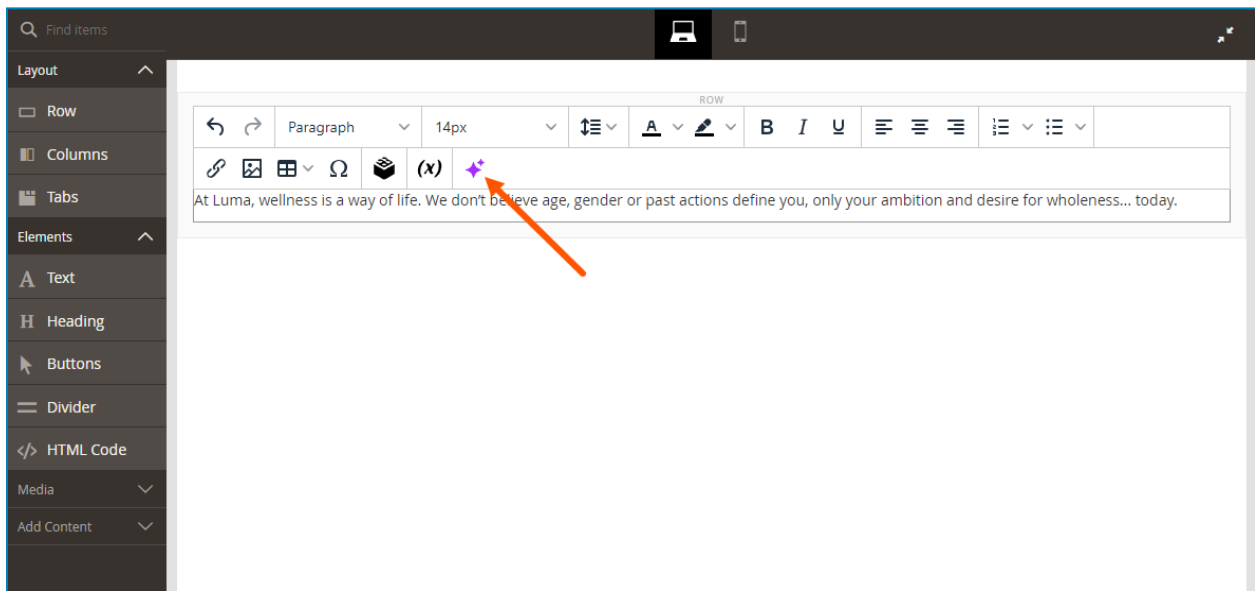 Find items
Layout
Row
Columns
Tabs
Elements
Text
Heading
Buttons
Divider
HTML Code
Media
Add Content
ROW
Paragraph
14px
A
B I U
Ω
(x)
At Luma, wellness is a way of life. We don't believe age, gender or past actions define you, only your ambition and desire for wholeness... today.